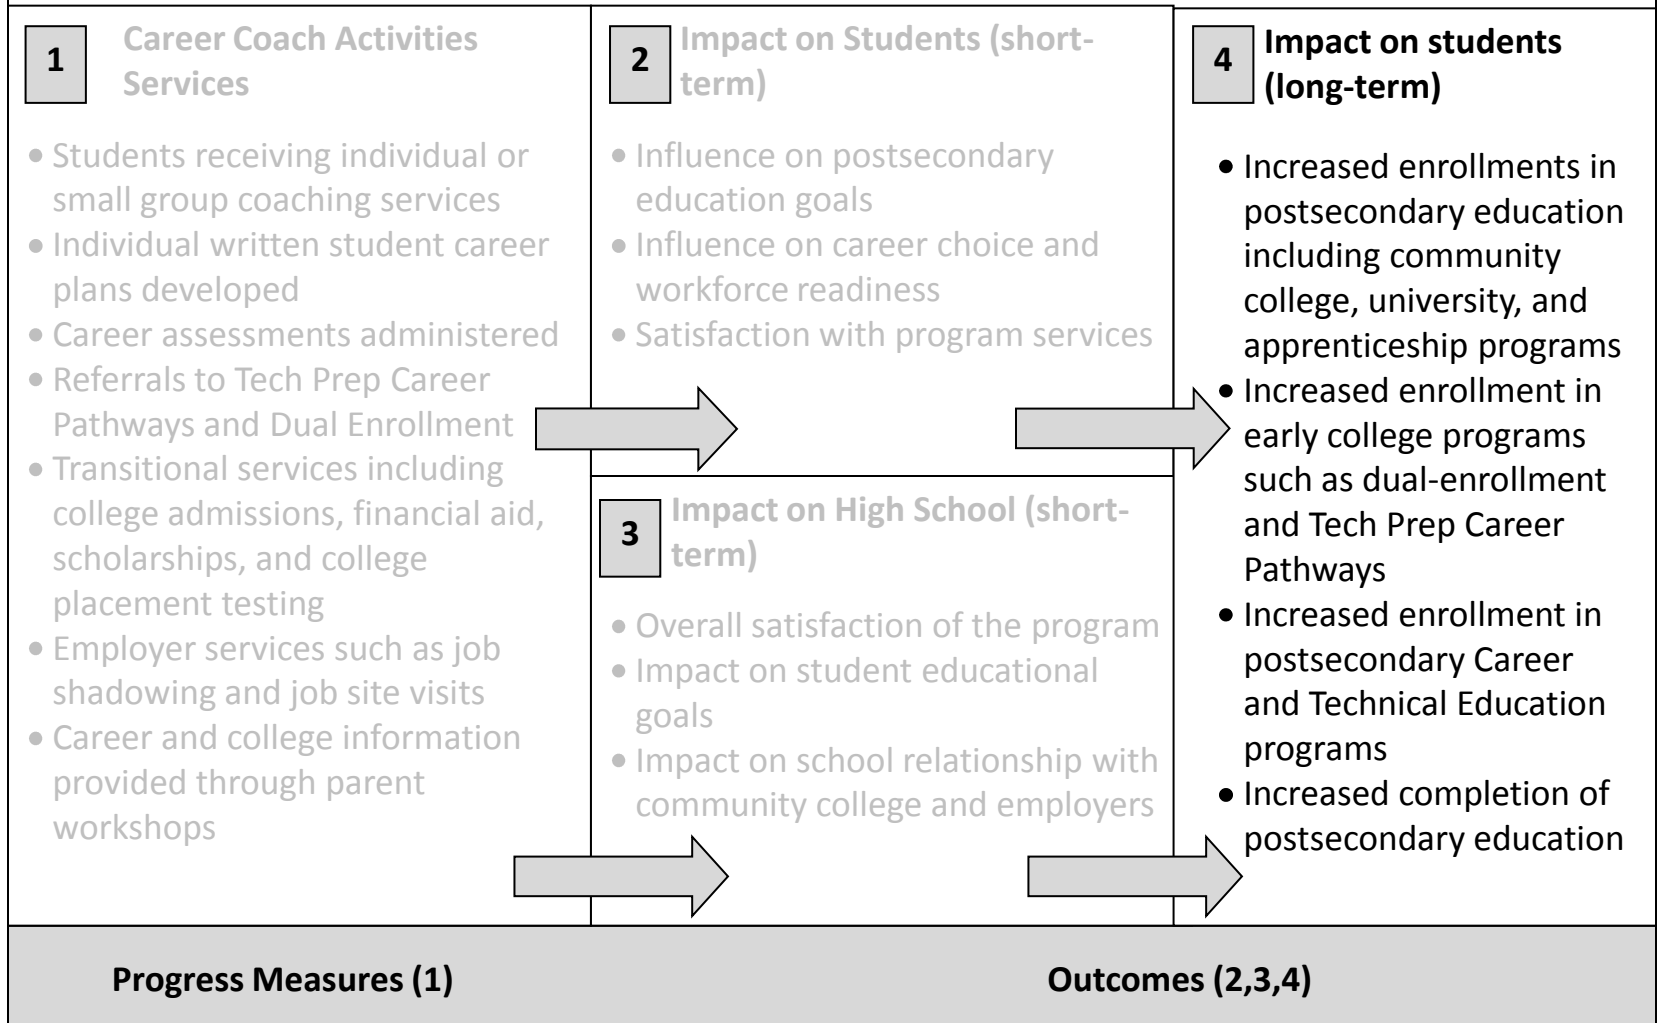 1
Career Coach Activities
Services
• Students receiving individual or
small group coaching services
• Individual written student career
plans developed
• Career assessments administered
• Referrals to Tech Prep Career
Pathways and Dual Enrollment
• Transitional services including
college admissions, financial aid,
scholarships, and college
placement testing
• Employer services such as job
shadowing and job site visits
• Career and college information
provided through parent
workshops
2
Impact on Students (short-
term)
• Influence on postsecondary
education goals
• Influence on career choice and
workforce readiness
• Satisfaction with program services
3
Impact on High School (short-
term)
• Overall satisfaction of the program
• Impact on student educational
goals
• Impact on school relationship with
community college and employers
4
Impact on students
(long-term)
• Increased enrollments in
postsecondary education
including community
college, university, and
apprenticeship programs
• Increased enrollment in
early college programs
such as dual-enrollment
and Tech Prep Career
Pathways
• Increased enrollment in
postsecondary Career
and Technical Education
programs
• Increased completion of
postsecondary education
Progress Measures (1)
Outcomes (2,3,4)